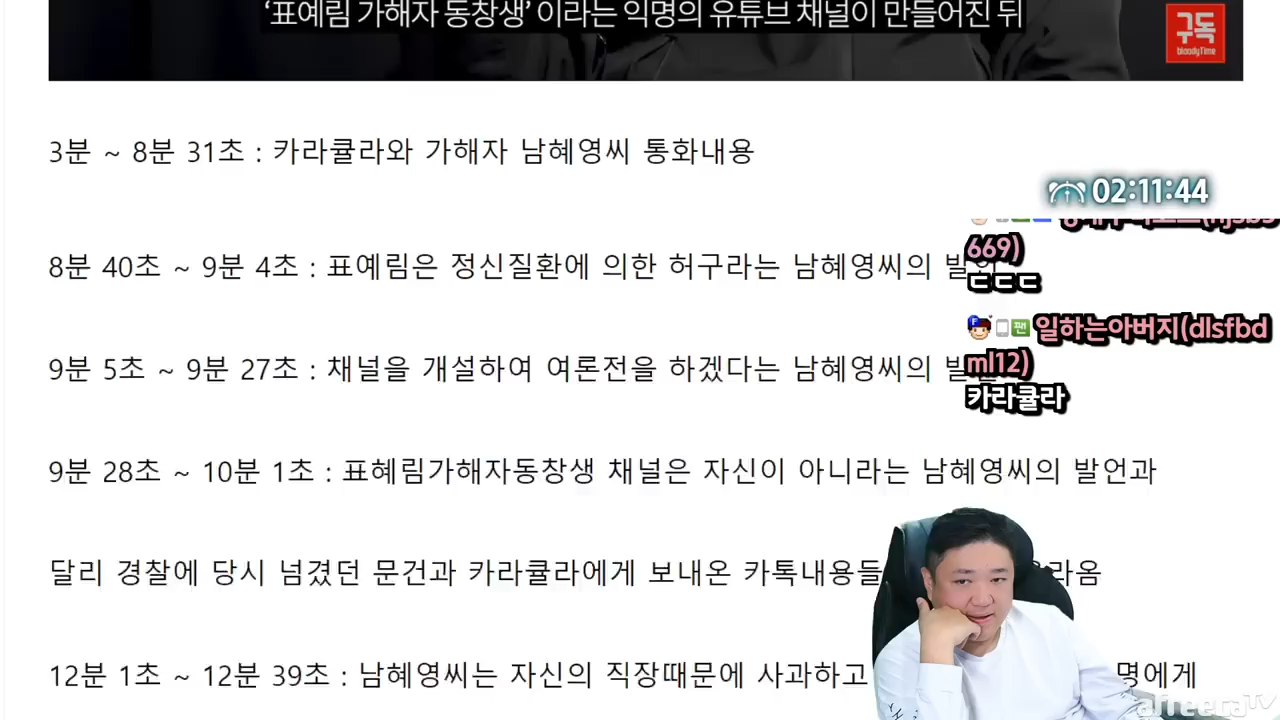 '표예림 가해자 동창생' 이라는 익명의 유튜브 채널이 만들어진 뒤
구독
bloodyTime
3분 ~ 8분 31초 : 카라큘라와 가해자 남혜영씨 통화내용
02:11:44
669)
ㄷㄷㄷ
8분 40초 ~ 9분 4초 : 표예림은 정신질환에 의한 허구라는 남혜영씨의
일하는아버지(dlsfbd
ml12)
카라큘라
9분 5초 ~ 9분 27초 : 채널을 개설하여 여론전을 하겠다는 남혜영씨의
9분 28초 ~ 10분 1초 : 표혜림가해자동창생 채널은 자신이 아니라는 남혜영씨의 발언과
달리 경찰에 당시 넘겼던 문건과 카라큘라에게 보내온 카톡내용들
12분 1초 ~ 12분 39초 : 남혜영씨는 자신의 직장때문에 사과하고 명에게
afreecaTV